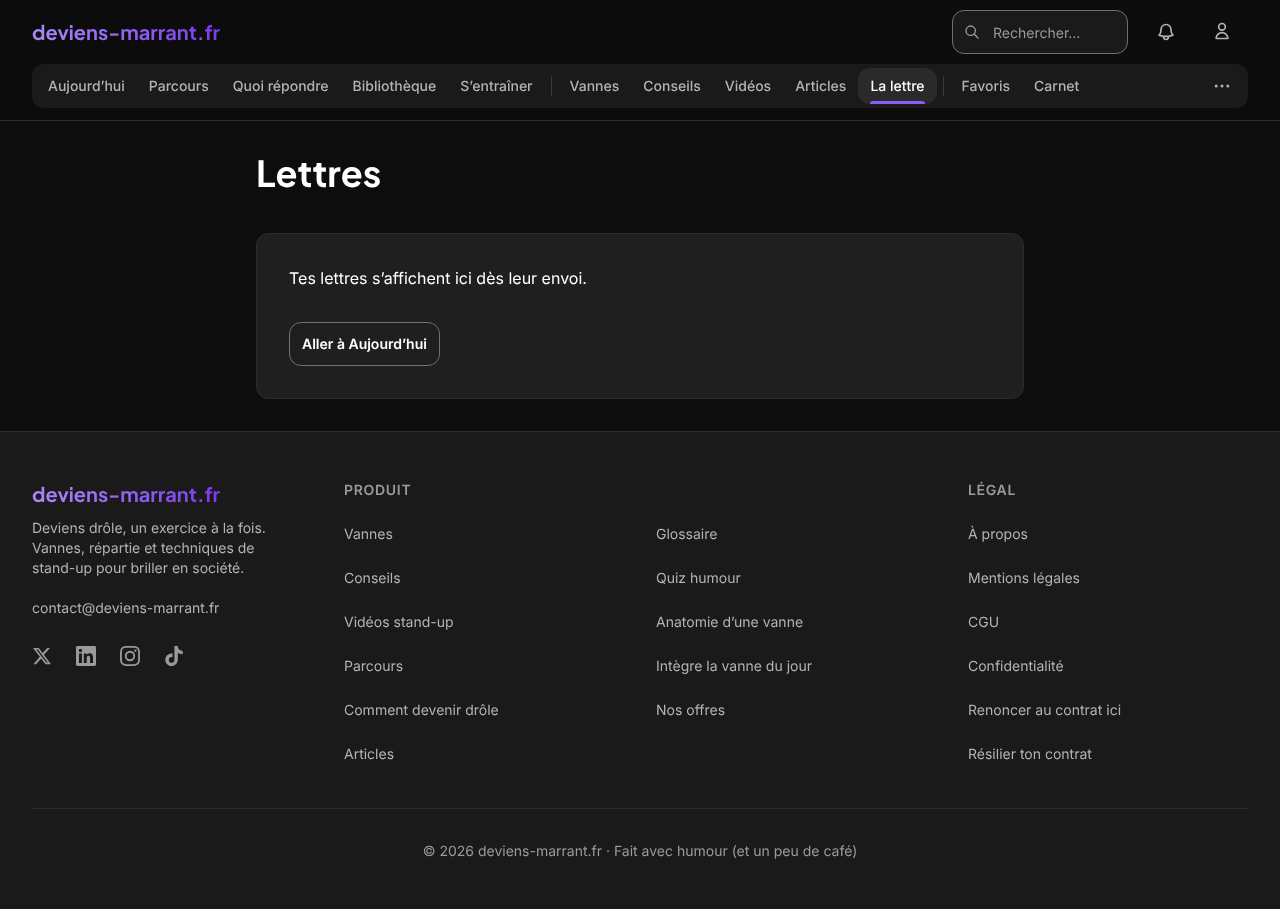 deviens-marrant.fr
Rechercher...
Aujourd’hui Parcours Quoi répondre Bibliothèque S’entraîner Vannes Conseils Vidéos Articles La lettre Favoris Carnet
Lettres
Tes lettres s’affichent ici dès leur envoi.
Aller à Aujourd’hui
deviens-marrant.fr
Deviens drôle, un exercice à la fois.
Vannes, répartie et techniques de
stand-up pour briller en société.
contact@deviens-marrant.fr
PRODUIT
Vannes
Conseils
Vidéos stand-up
Parcours
Comment devenir drôle
Articles
Glossaire
Quiz humour
Anatomie d’une vanne
Intègre la vanne du jour
Nos offres
LÉGAL
À propos
Mentions légales
CGU
Confidentialité
Renoncer au contrat ici
Résilier ton contrat
© 2026 deviens-marrant.fr · Fait avec humour (et un peu de café)